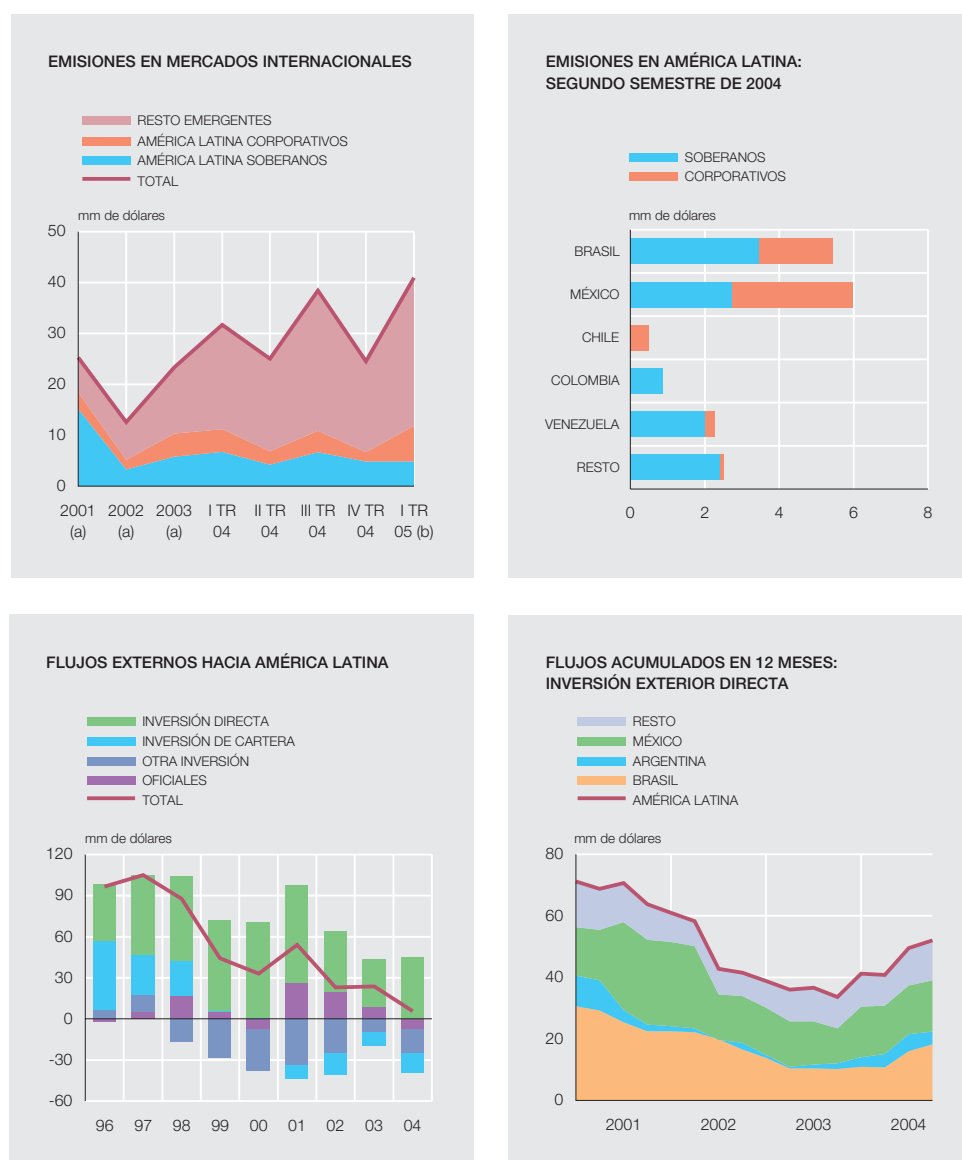 EMISIONES EN MERCADOS INTERNACIONALES
RESTO EMERGENTES
AMÉRICA LATINA CORPORATIVOS
AMÉRICA LATINA SOBERANOS
TOTAL
mm de dólares
50
40
30
20
10
0
2001 2002 2003 I TR II TR III TR IV TR I TR
(a) (a) (a) 04 04 04 04 05 (b)
EMISIONES EN AMÉRICA LATINA:
SEGUNDO SEMESTRE DE 2004
SOBERANOS
CORPORATIVOS
mm de dólares
BRASIL
MÉXICO
CHILE
COLOMBIA
VENEZUELA
RESTO
0 2 4 6 8
FLUJOS EXTERNOS HACIA AMÉRICA LATINA
INVERSIÓN DIRECTA
INVERSIÓN DE CARTERA
OTRA INVERSIÓN
OFICIALES
TOTAL
mm de dólares
120
90
60
30
0
-30
-60
96 97 98 99 00 01 02 03 04
FLUJOS ACUMULADOS EN 12 MESES:
INVERSIÓN EXTERIOR DIRECTA
RESTO
MÉXICO
ARGENTINA
BRASIL
AMÉRICA LATINA
mm de dólares
80
60
40
20
0
2001 2002 2003 2004